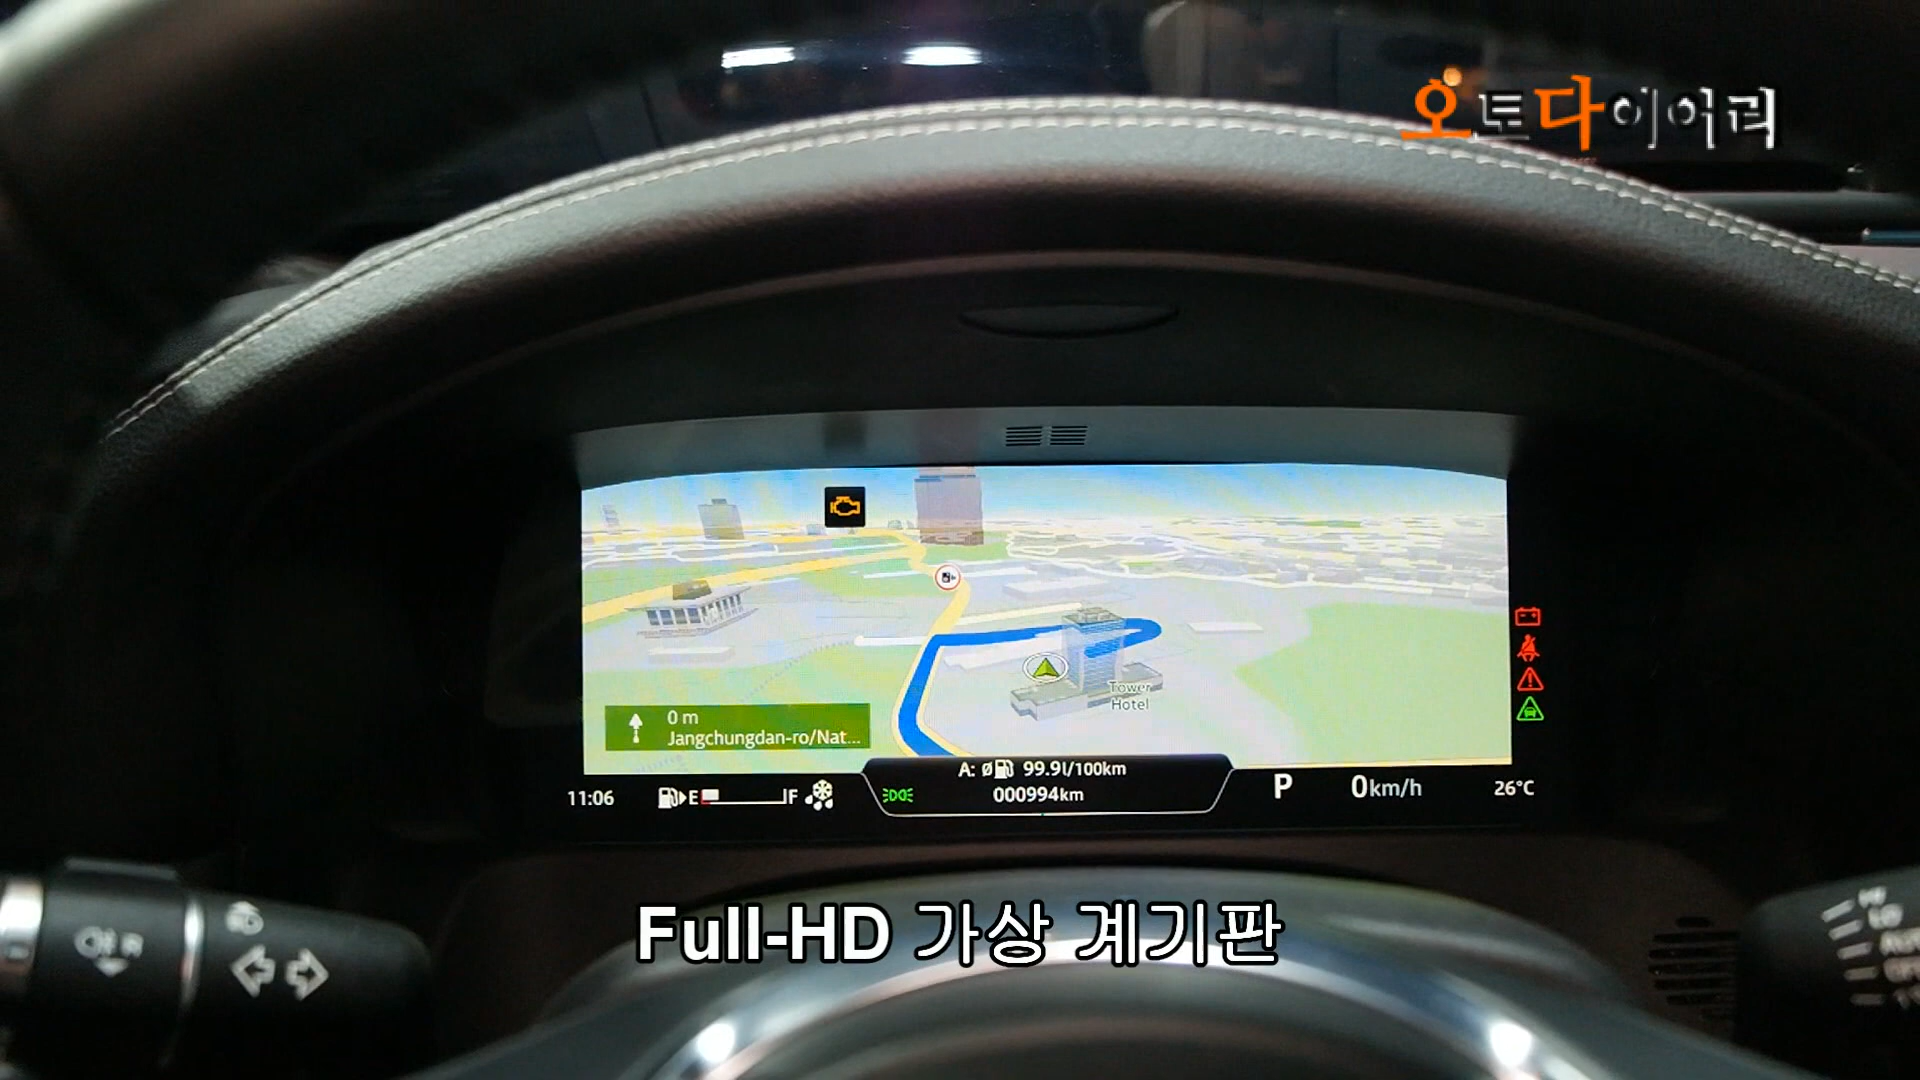 오토다이어리
Tower
Hotel
0 m
Jangchungdan-ro/Nat...
A: ø 99.9l/100km
11:06
E
F
000994km
P
0km/h
26°C
Full-HD 가상 계기판